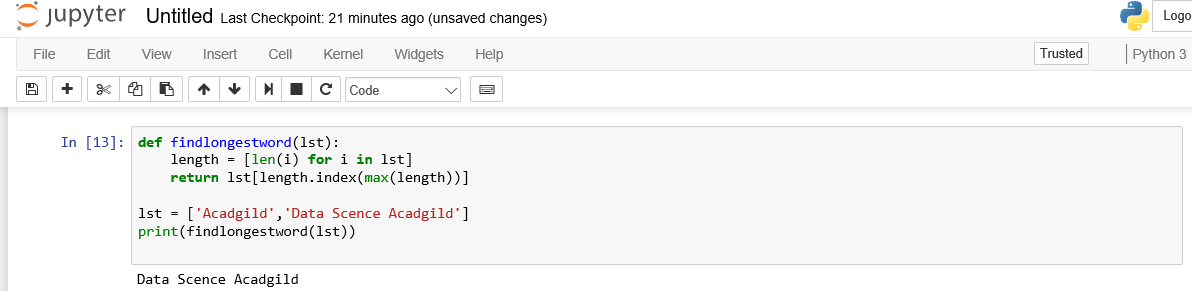 jupyter Untitled Last Checkpoint: 21 minutes ago (unsaved changes) Logo
File Edit View Insert Cell Kernel Widgets Help Trusted Python 3
Code
In [13]: def findlongestword(lst):
length = [len(i) for i in lst]
return lst[length.index(max(length))]
lst = ['Acadgild','Data Scence Acadgild']
print(findlongestword(lst))
Data Scence Acadgild